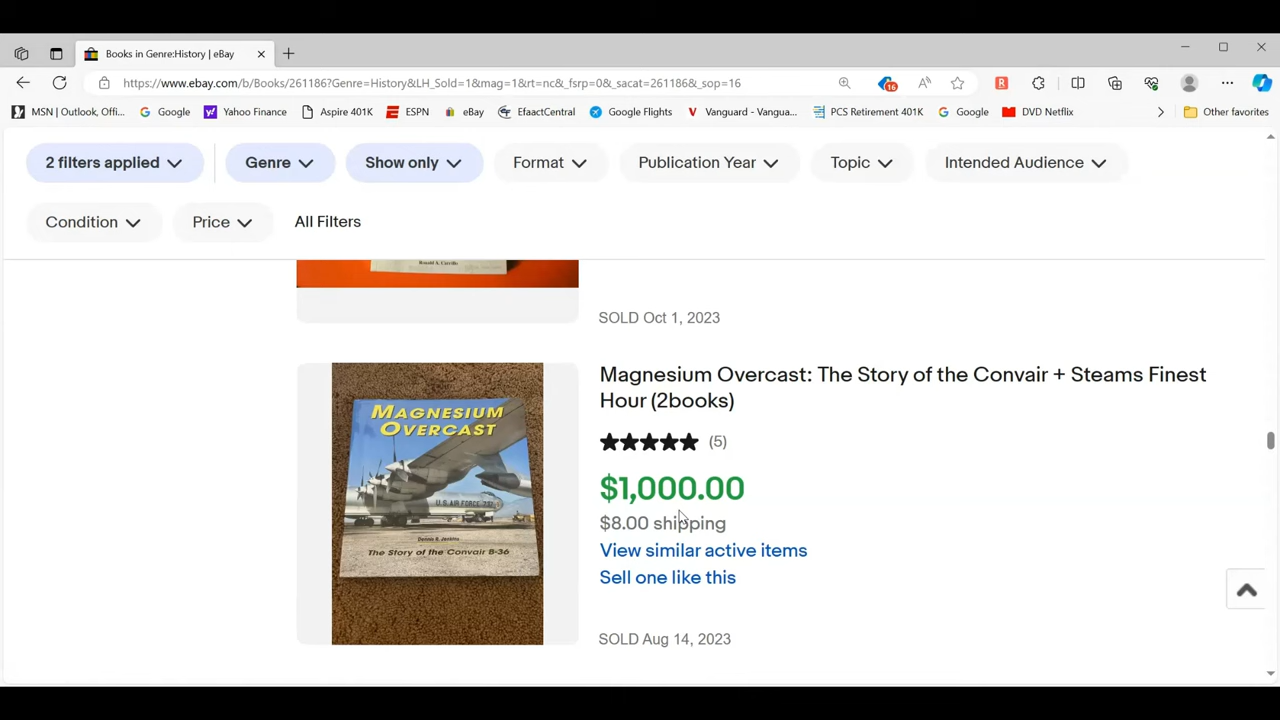 Books in Genre:History | eBay
https://www.ebay.com/b/Books/261186?Genre=History&LH_Sold=1&mag=1&rt=nc&_fsrp=0&_sacat=261186&_sop=16
16
MSN | Outlook, Offi...
Google
Yahoo Finance
Aspire 401K
ESPN
eBay
EfaactCentral
Google Flights
Vanguard - Vangua...
PCS Retirement 401K
Google
DVD Netflix
Other favorites
2 filters applied
Genre
Show only
Format
Publication Year
Topic
Intended Audience
Condition
Price
All Filters
SOLD Oct 1, 2023
Magnesium Overcast: The Story of the Convair + Steams Finest
Hour (2books)
(5)
$1,000.00
$8.00 shipping
View similar active items
Sell one like this
SOLD Aug 14, 2023
MAGNESIUM
OVERCAST
U.S. AIR FORCE
Dennis R. Jenkins
The Story of the Convair B-36